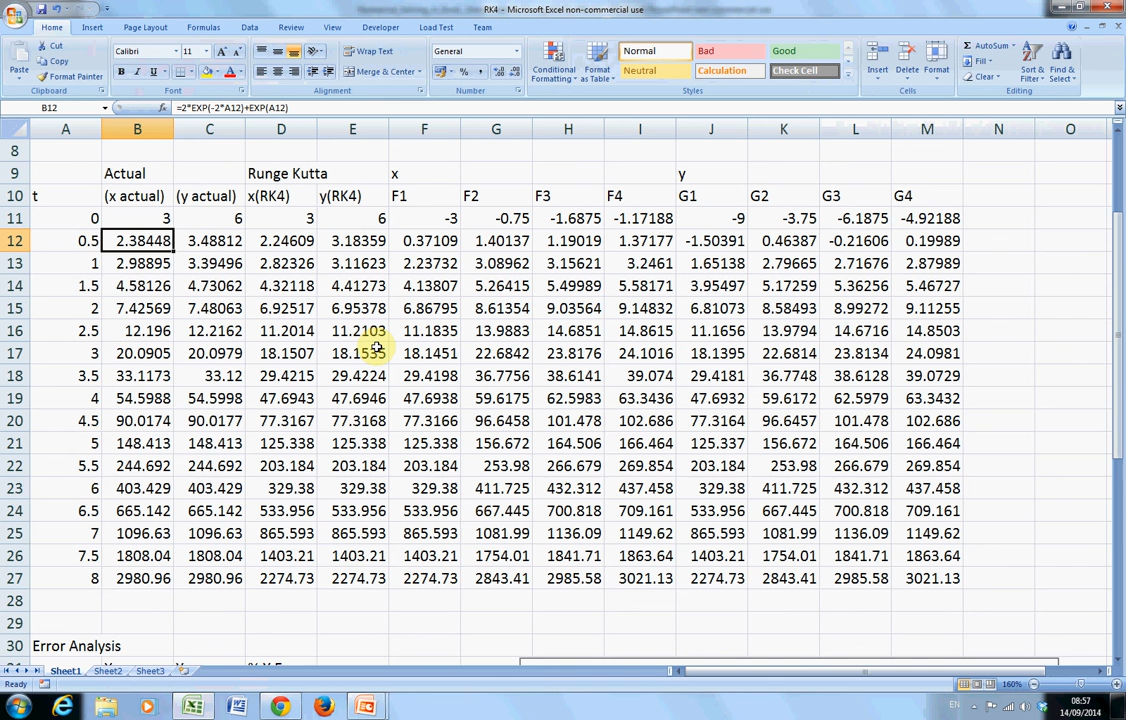 RK4 - Microsoft Excel non-commercial use
Home Insert Page Layout Formulas Data Review View Developer Load Test Team
Paste
Cut
Copy
Format Painter
Clipboard
Calibri 11
B I U
Font
Wrap Text
Merge & Center
Alignment
General
Number
Conditional Formatting
Format as Table
Normal Bad Good
Neutral Calculation Check Cell
Styles
Insert Delete Format
Cells
AutoSum
Fill
Clear
Sort & Filter
Find & Select
Editing
B12 fx =2*EXP(-2*A12)+EXP(A12)
A B C D E F G H I J K L M N O
8
9 Actual Runge Kutta x y
10 t (x actual) (y actual) x(RK4) y(RK4) F1 F2 F3 F4 G1 G2 G3 G4
11 0 3 6 3 6 -3 -0.75 -1.6875 -1.17188 -9 -3.75 -6.1875 -4.92188
12 0.5 2.38448 3.48812 2.24609 3.18359 0.37109 1.40137 1.19019 1.37177 -1.50391 0.46387 -0.21606 0.19989
13 1 2.98895 3.39496 2.82326 3.11623 2.23732 3.08962 3.15621 3.2461 1.65138 2.79665 2.71676 2.87989
14 1.5 4.58126 4.73062 4.32118 4.41273 4.13807 5.26415 5.49989 5.58171 3.95497 5.17259 5.36256 5.46727
15 2 7.42569 7.48063 6.92517 6.95378 6.86795 8.61354 9.03564 9.14832 6.81073 8.58493 8.99272 9.11255
16 2.5 12.196 12.2162 11.2014 11.2103 11.1835 13.9883 14.6851 14.8615 11.1656 13.9794 14.6716 14.8503
17 3 20.0905 20.0979 18.1507 18.1535 18.1451 22.6842 23.8176 24.1016 18.1395 22.6814 23.8134 24.0981
18 3.5 33.1173 33.12 29.4215 29.4224 29.4198 36.7756 38.6141 39.074 29.4181 36.7748 38.6128 39.0729
19 4 54.5988 54.5998 47.6943 47.6946 47.6938 59.6175 62.5983 63.3436 47.6932 59.6172 62.5979 63.3432
20 4.5 90.0174 90.0177 77.3167 77.3168 77.3166 96.6458 101.478 102.686 77.3164 96.6457 101.478 102.686
21 5 148.413 148.413 125.338 125.338 125.338 156.672 164.506 166.464 125.337 156.672 164.506 166.464
22 5.5 244.692 244.692 203.184 203.184 203.184 253.98 266.679 269.854 203.184 253.98 266.679 269.854
23 6 403.429 403.429 329.38 329.38 329.38 411.725 432.312 437.458 329.38 411.725 432.312 437.458
24 6.5 665.142 665.142 533.956 533.956 533.956 667.445 700.818 709.161 533.956 667.445 700.818 709.161
25 7 1096.63 1096.63 865.593 865.593 865.593 1081.99 1136.09 1149.62 865.593 1081.99 1136.09 1149.62
26 7.5 1808.04 1808.04 1403.21 1403.21 1403.21 1754.01 1841.71 1863.64 1403.21 1754.01 1841.71 1863.64
27 8 2980.96 2980.96 2274.73 2274.73 2274.73 2843.41 2985.58 3021.13 2274.73 2843.41 2985.58 3021.13
28
29
30 Error Analysis
Sheet1 Sheet2 Sheet3
Ready 160%
EN 08:57
14/09/2014